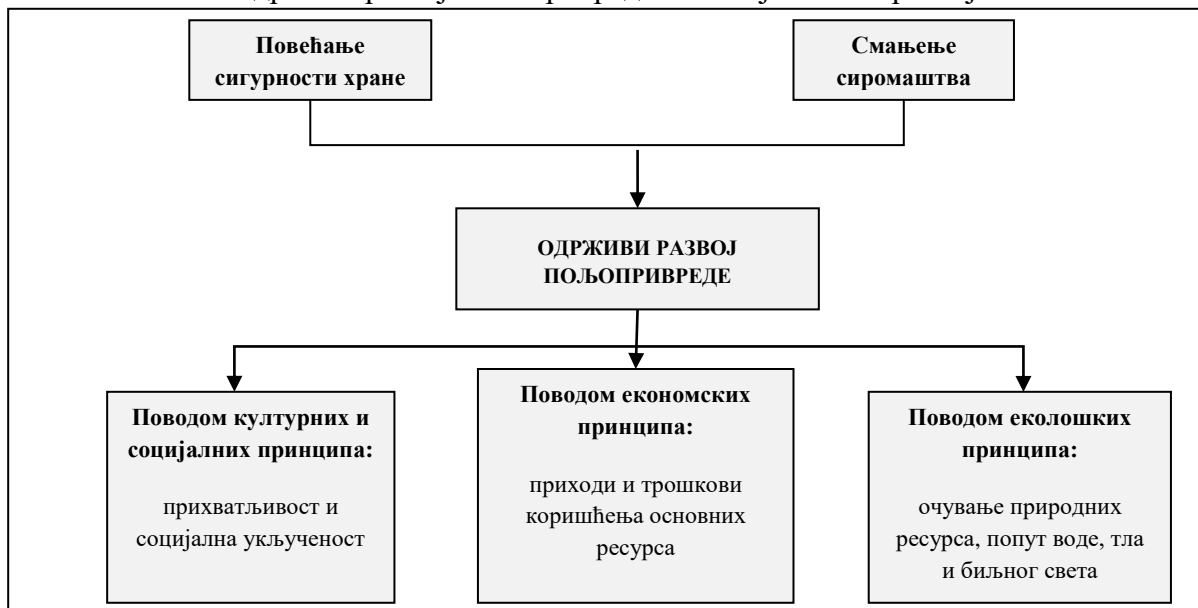 Повећање
сигурности хране
Смањење
сиромаштва
ОДРЖИВИ РАЗВОЈ
ПОЉОПРИВРЕДЕ
Поводом културних и
социјалних принципа:
прихватљивост и
социјална укљученост
Поводом економских
принципа:
приходи и трошкови
коришћења основних
ресурса
Поводом еколошких
принципа:
очување природних
ресурса, попут воде, тла
и биљног света